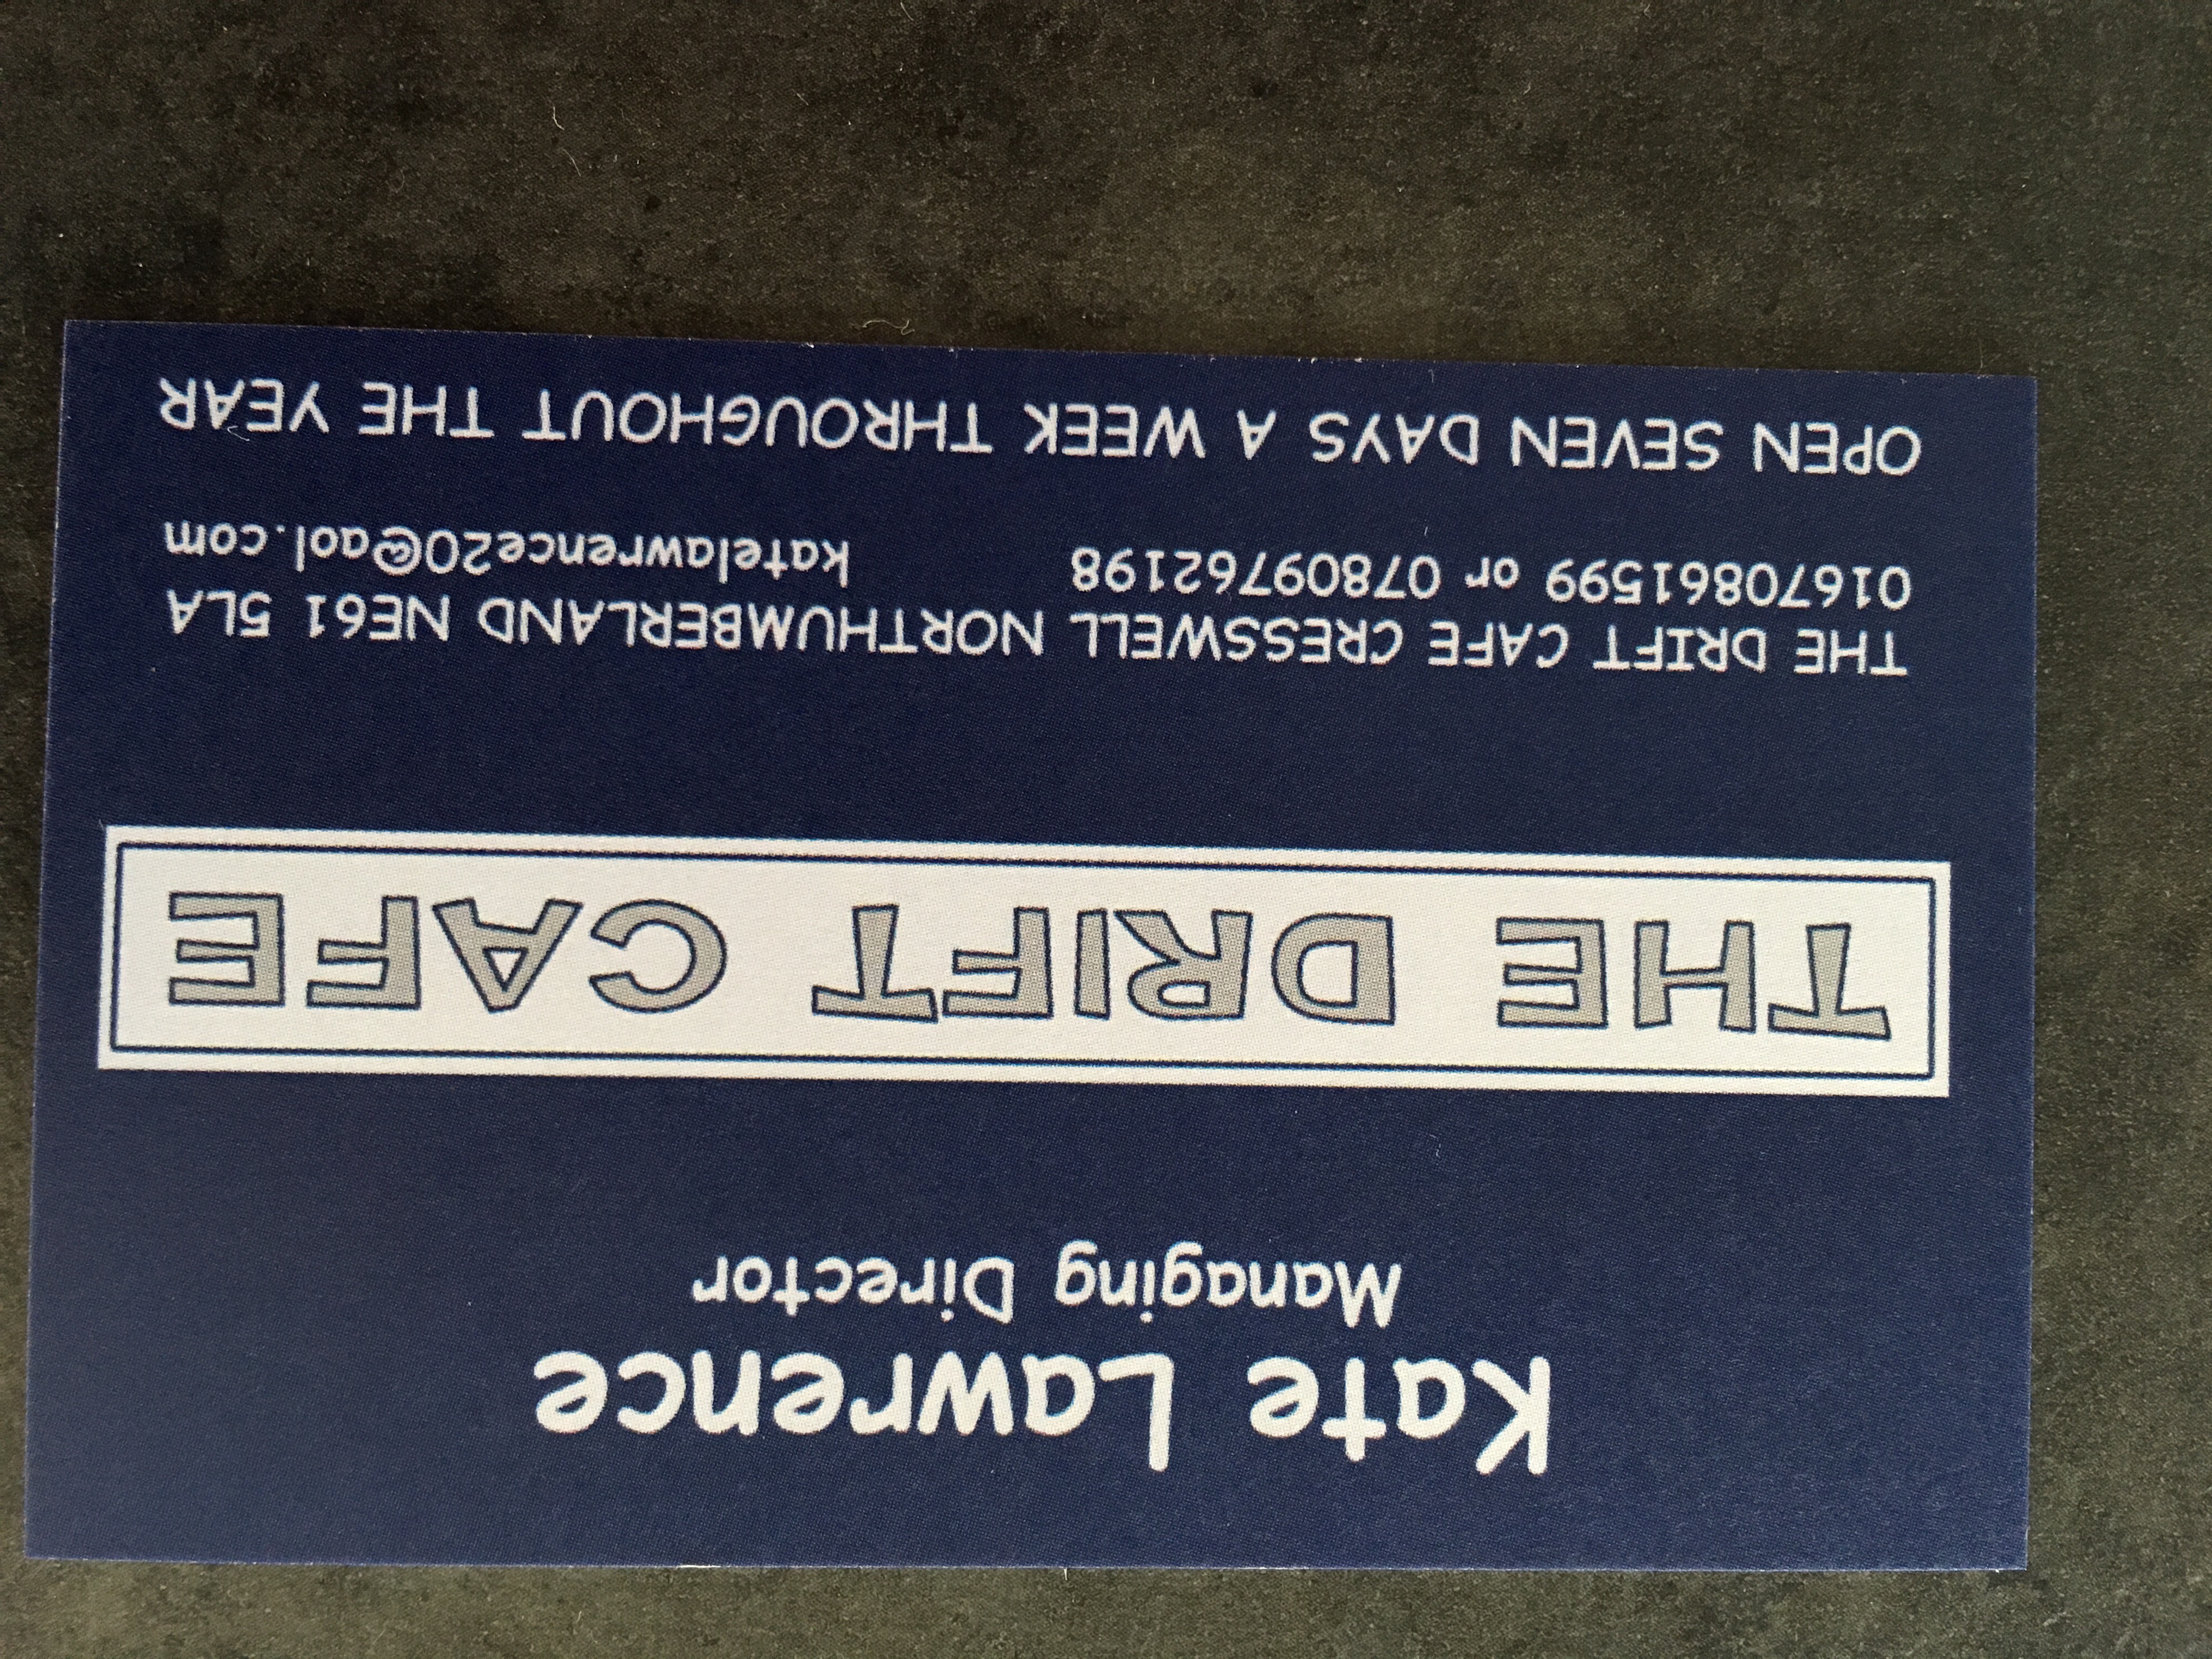 Kate Lawrence
Managing Director
THE DRIFT CAFE
THE DRIFT CAFE CRESSWELL NORTHUMBERLAND NE61 5LA
01670861599 or 07809762198 katelawrence20@aol.com
OPEN SEVEN DAYS A WEEK THROUGHOUT THE YEAR